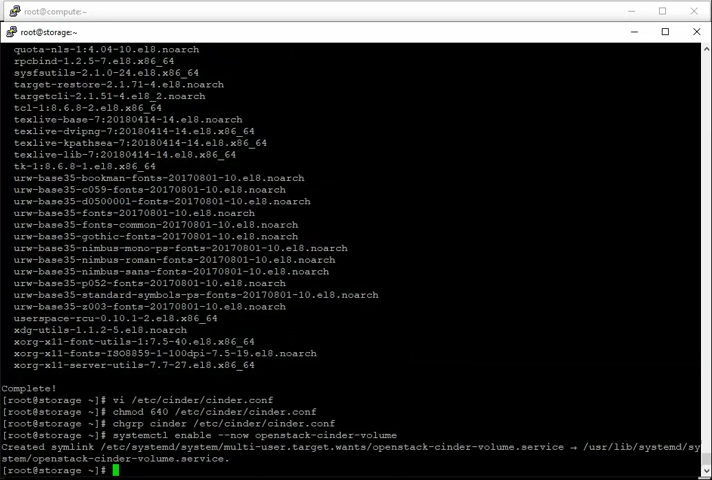 root@compute:~
root@storage:~
quota-nls-1:4.04-10.el8.noarch
rpcbind-1.2.5-7.el8.x86_64
sysfsutils-2.1.0-24.el8.x86_64
target-restore-2.1.71-4.el8.noarch
targetcli-2.1.51-4.el8_2.noarch
tcl-1:8.6.8-2.el8.x86_64
texlive-base-7:20180414-14.el8.noarch
texlive-dvipng-7:20180414-14.el8.x86_64
texlive-kpathsea-7:20180414-14.el8.x86_64
texlive-lib-7:20180414-14.el8.x86_64
tk-1:8.6.8-1.el8.x86_64
urw-base35-bookman-fonts-20170801-10.el8.noarch
urw-base35-c059-fonts-20170801-10.el8.noarch
urw-base35-d050000l-fonts-20170801-10.el8.noarch
urw-base35-fonts-20170801-10.el8.noarch
urw-base35-fonts-common-20170801-10.el8.noarch
urw-base35-gothic-fonts-20170801-10.el8.noarch
urw-base35-nimbus-mono-ps-fonts-20170801-10.el8.noarch
urw-base35-nimbus-roman-fonts-20170801-10.el8.noarch
urw-base35-nimbus-sans-fonts-20170801-10.el8.noarch
urw-base35-p052-fonts-20170801-10.el8.noarch
urw-base35-standard-symbols-ps-fonts-20170801-10.el8.noarch
urw-base35-z003-fonts-20170801-10.el8.noarch
userspace-rcu-0.10.1-2.el8.x86_64
xdg-utils-1.1.2-5.el8.noarch
xorg-x11-font-utils-1:7.5-40.el8.x86_64
xorg-x11-fonts-ISO8859-1-100dpi-7.5-19.el8.noarch
xorg-x11-server-utils-7.7-27.el8.x86_64
Complete!
[root@storage ~]# vi /etc/cinder/cinder.conf
[root@storage ~]# chmod 640 /etc/cinder/cinder.conf
[root@storage ~]# chgrp cinder /etc/cinder/cinder.conf
[root@storage ~]# systemctl enable --now openstack-cinder-volume
Created symlink /etc/systemd/system/multi-user.target.wants/openstack-cinder-volume.service → /usr/lib/systemd/sy
stem/openstack-cinder-volume.service.
[root@storage ~]#